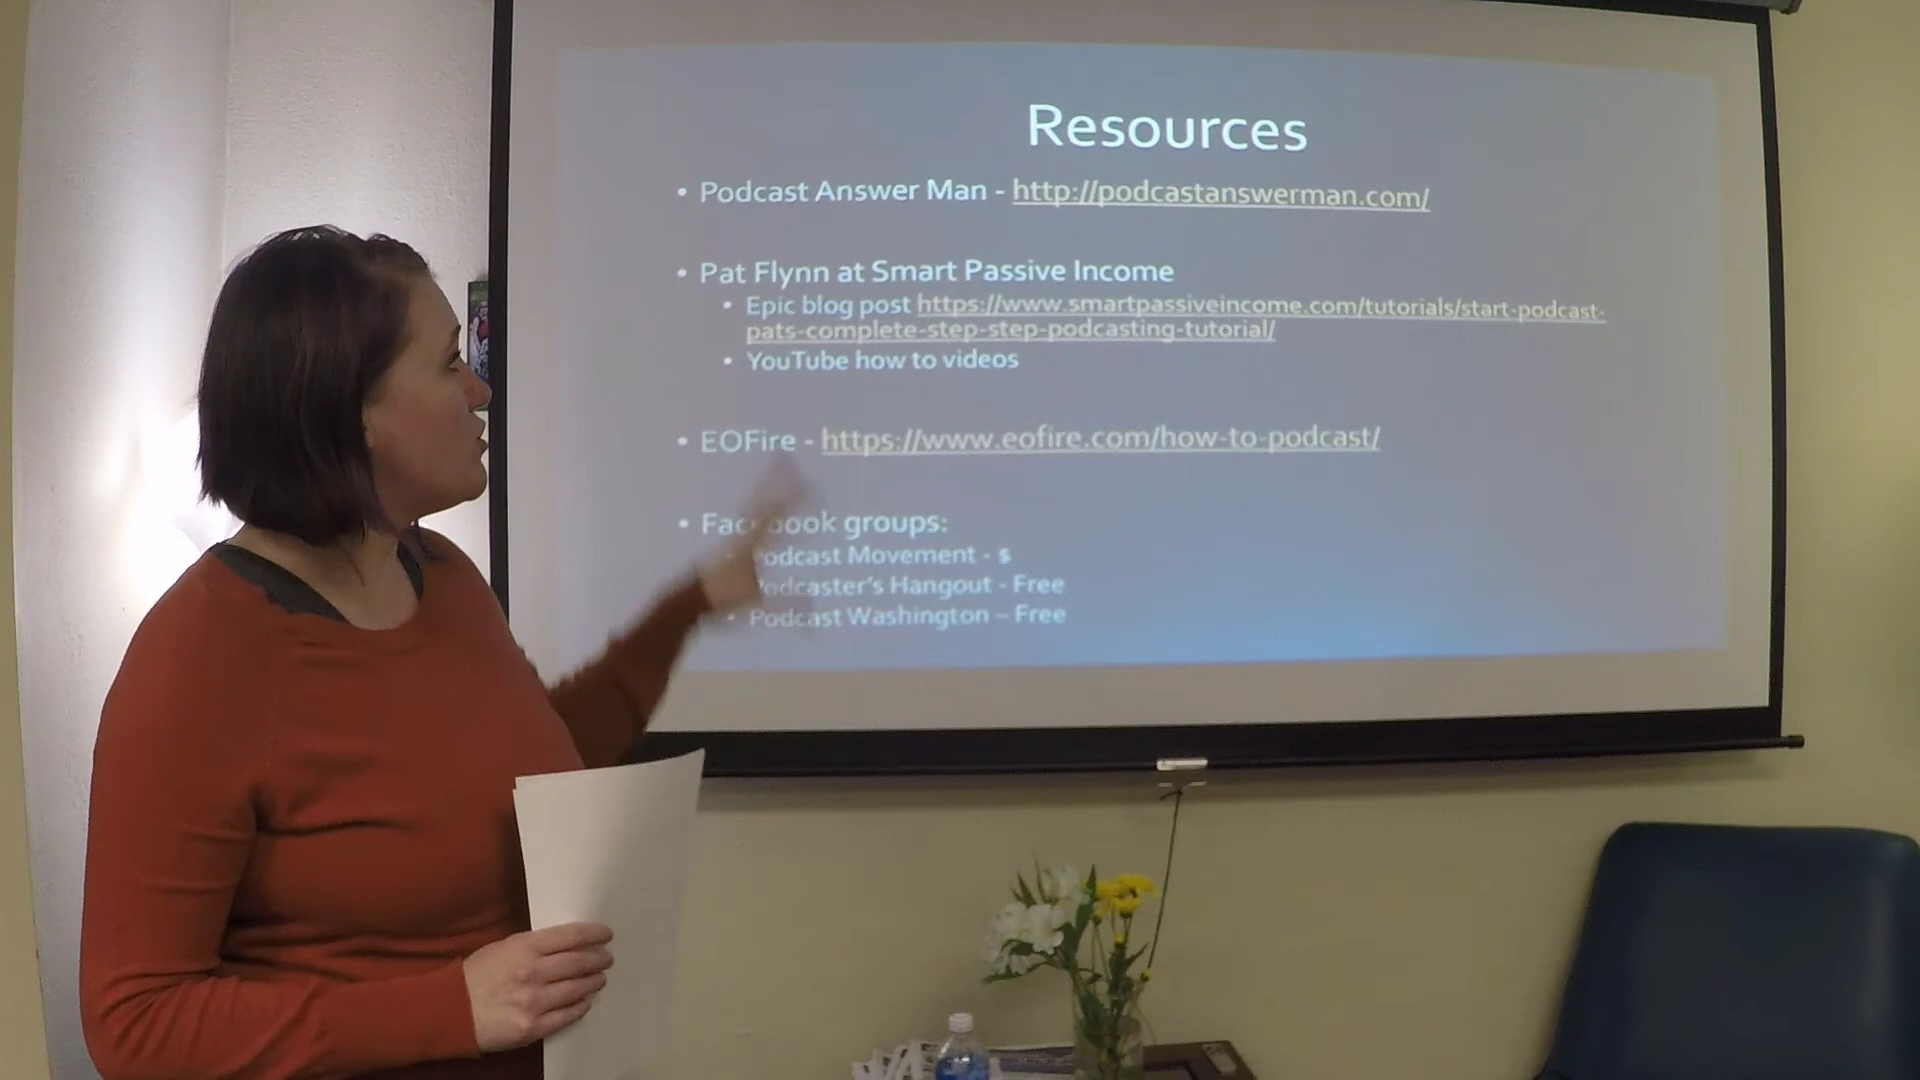 Resources
• Podcast Answer Man - http://podcastanswerman.com/
• Pat Flynn at Smart Passive Income
• Epic blog post https://www.smartpassiveincome.com/tutorials/start-podcast-
pats-complete-step-step-podcasting-tutorial/
• YouTube how to videos
• EOFire - https://www.eofire.com/how-to-podcast/
• Facebook groups:
Podcast Movement - $
Podcaster's Hangout - Free
• Podcast Washington – Free